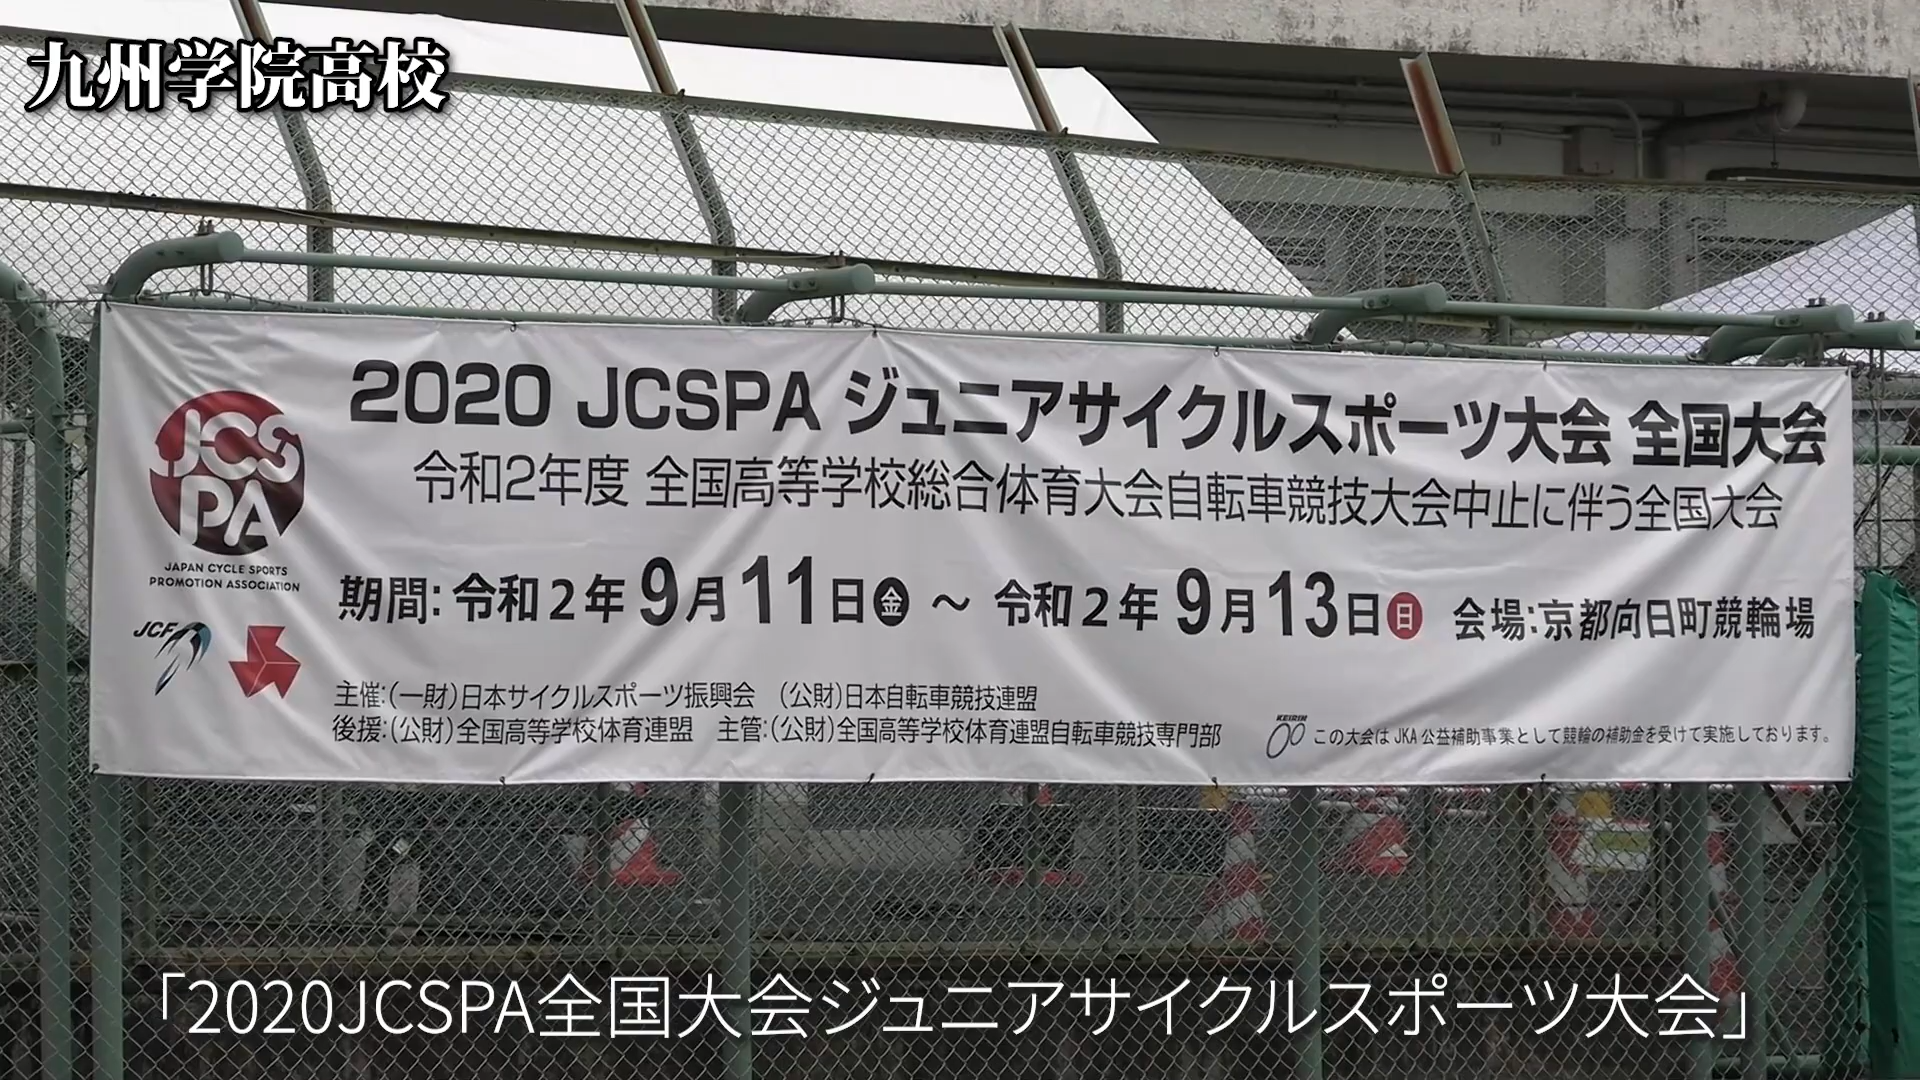 九州学院高校
2020 JCSPA ジュニアサイクルスポーツ大会 全国大会
令和2年度 全国高等学校総合体育大会自転車競技大会中止に伴う全国大会
JCSPA
JAPAN CYCLE SPORTS
PROMOTION ASSOCIATION
期間:令和2年9月11日金 ～ 令和2年9月13日日 会場:京都向日町競輪場
JCF
主催:(一財)日本サイクルスポーツ振興会 (公財)日本自転車競技連盟
後援:(公財)全国高等学校体育連盟 主管:(公財)全国高等学校体育連盟自転車競技専門部
KEIRIN
この大会は JKA 公益補助事業として競輪の補助金を受けて実施しております。
「2020JCSPA全国大会ジュニアサイクルスポーツ大会」